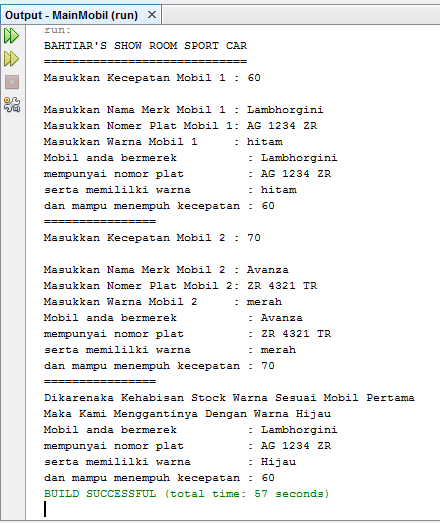 Output - MainMobil (run)
run:
BAHTIAR'S SHOW ROOM SPORT CAR
=============================
Masukkan Kecepatan Mobil 1 : 60
Masukkan Nama Merk Mobil 1 : Lambhorgini
Masukkan Nomer Plat Mobil 1: AG 1234 ZR
Masukkan Warna Mobil 1     : hitam
Mobil anda bermerek          : Lambhorgini
mempunyai nomor plat         : AG 1234 ZR
serta memililki warna        : hitam
dan mampu menempuh kecepatan : 60
================
Masukkan Kecepatan Mobil 2 : 70
Masukkan Nama Merk Mobil 2 : Avanza
Masukkan Nomer Plat Mobil 2: ZR 4321 TR
Masukkan Warna Mobil 2     : merah
Mobil anda bermerek          : Avanza
mempunyai nomor plat         : ZR 4321 TR
serta memililki warna        : merah
dan mampu menempuh kecepatan : 70
================
Dikarenaka Kehabisan Stock Warna Sesuai Mobil Pertama
Maka Kami Menggantinya Dengan Warna Hijau
Mobil anda bermerek          : Lambhorgini
mempunyai nomor plat         : AG 1234 ZR
serta memililki warna        : Hijau
dan mampu menempuh kecepatan : 60
BUILD SUCCESSFUL (total time: 57 seconds)